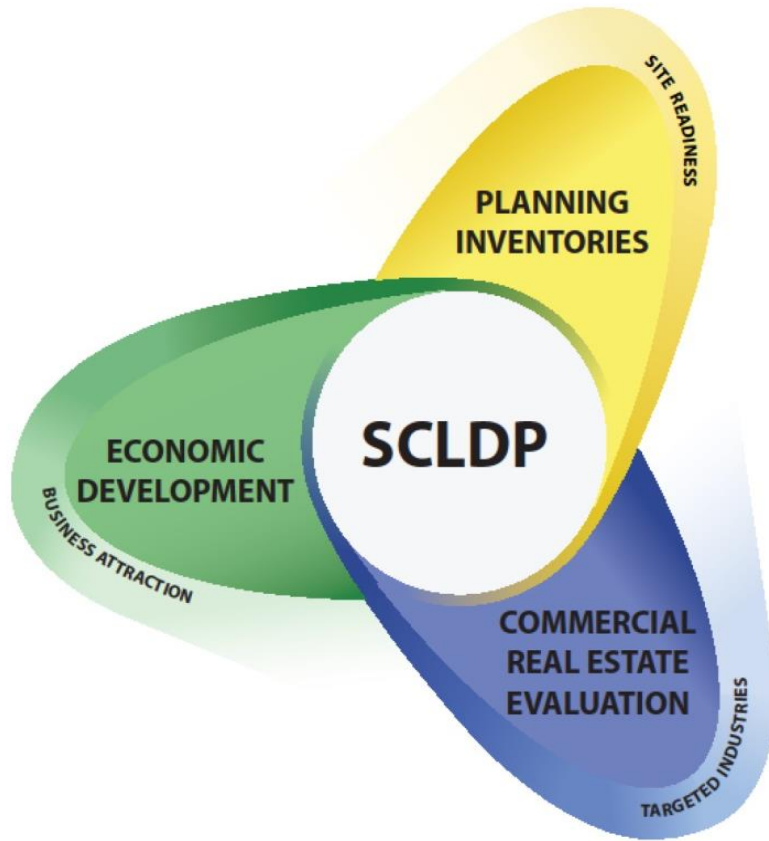 SITE READINESS
PLANNING
INVENTORIES
SCLDP
ECONOMIC
DEVELOPMENT
BUSINESS ATTRACTION
COMMERCIAL
REAL ESTATE
EVALUATION
TARGETED INDUSTRIES